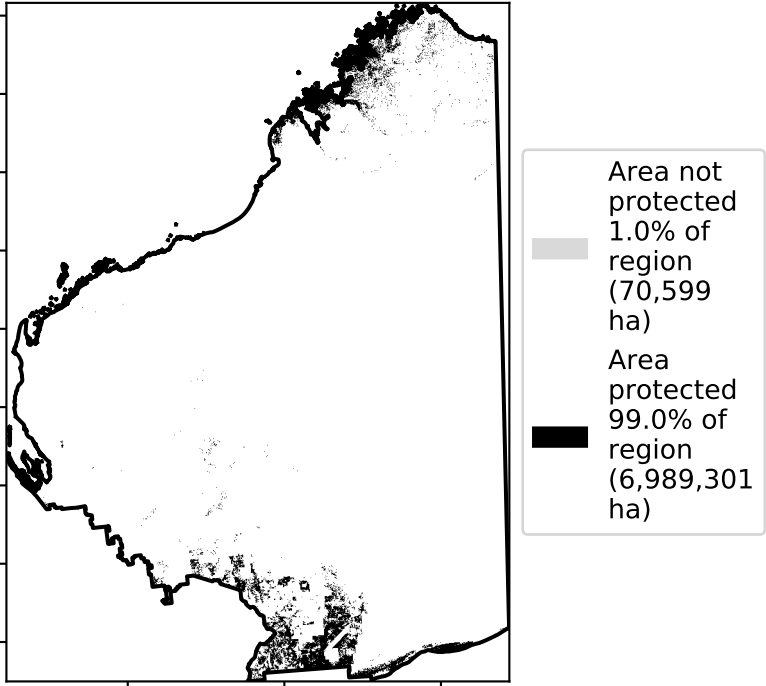 Area not
protected
1.0% of
region
(70,599
ha)
Area
protected
99.0% of
region
(6,989,301
ha)